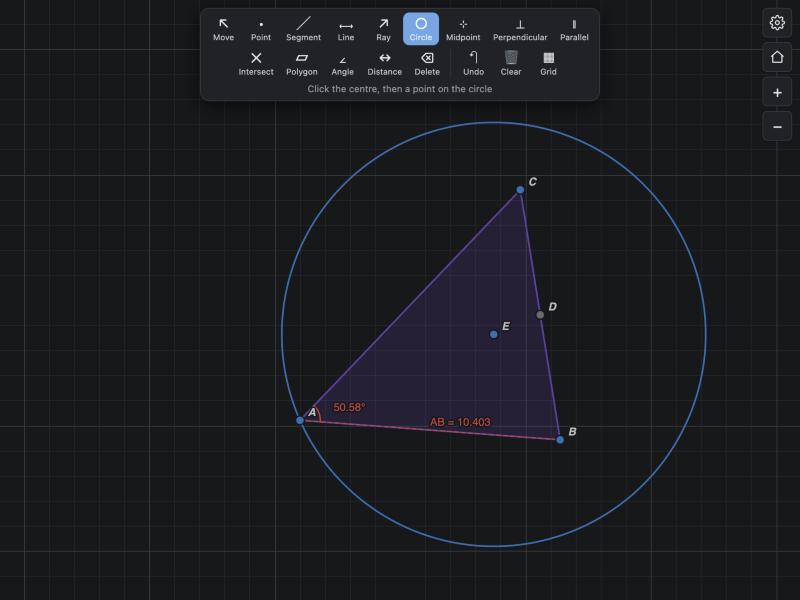 Move Point Segment Line Ray Circle Midpoint Perpendicular Parallel
Intersect Polygon Angle Distance Delete Undo Clear Grid
Click the centre, then a point on the circle
C
D
E
A
50.58°
AB = 10.403
B